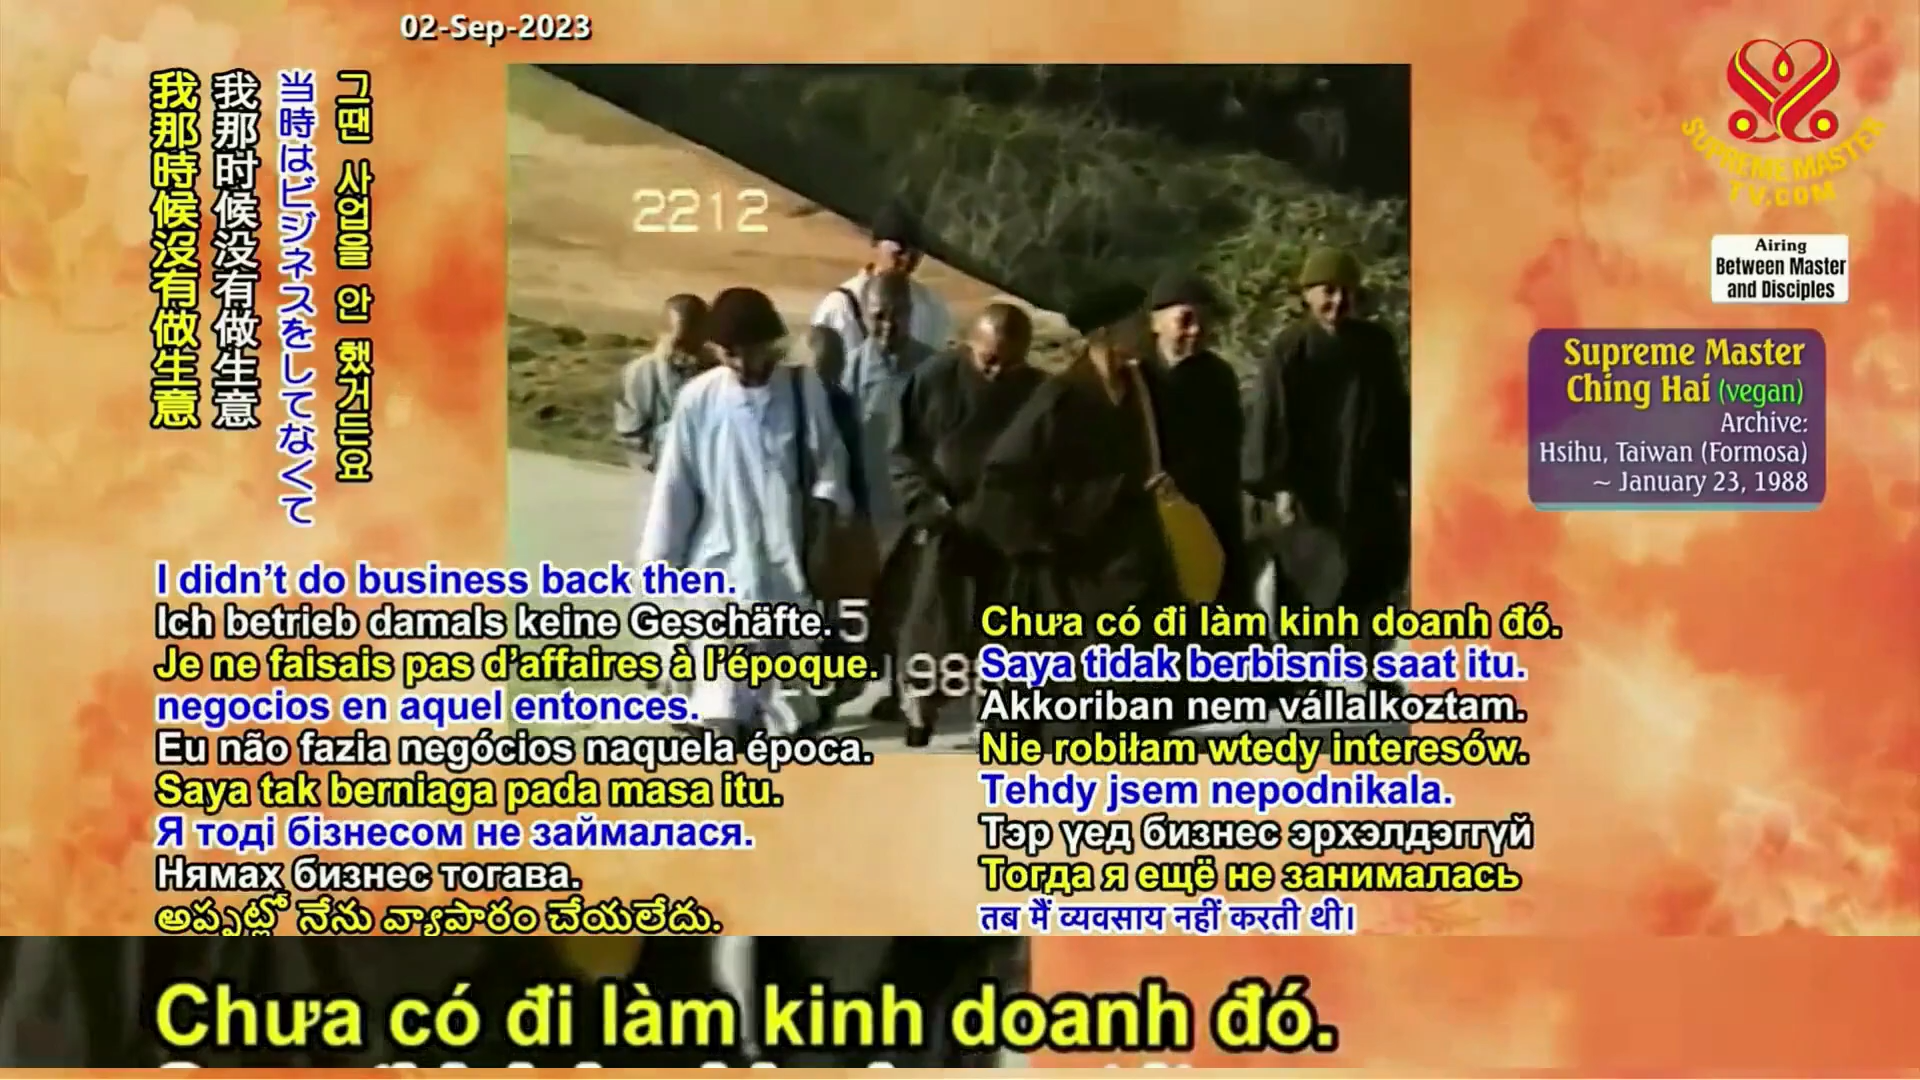 02-Sep-2023
我那時候沒有做生意
我那时候没有做生意
当時はビジネスをしてなくて
그땐 사업을 안 했거든요
2212
SUPREME MASTER
TV.COM
Airing
Between Master
and Disciples
Supreme Master
Ching Hai (vegan)
Archive:
Hsihu, Taiwan (Formosa)
~ January 23, 1988
I didn’t do business back then.
Ich betrieb damals keine Geschäfte.
Je ne faisais pas d’affaires à l’époque.
negocios en aquel entonces.
Eu não fazia negócios naquela época.
Saya tak berniaga pada masa itu.
Я тоді бізнесом не займалася.
Нямах бизнес тогава.
అప్పట్లో నేను వ్యాపారం చేయలేదు.
Chưa có đi làm kinh doanh đó.
Saya tidak berbisnis saat itu.
Akkoriban nem vállalkoztam.
Nie robiłam wtedy interesów.
Tehdy jsem nepodnikala.
Тэр үед бизнес эрхэлдэггүй
Тогда я ещё не занималась
तब मैं व्यवसाय नहीं करती थी।
Chưa có đi làm kinh doanh đó.